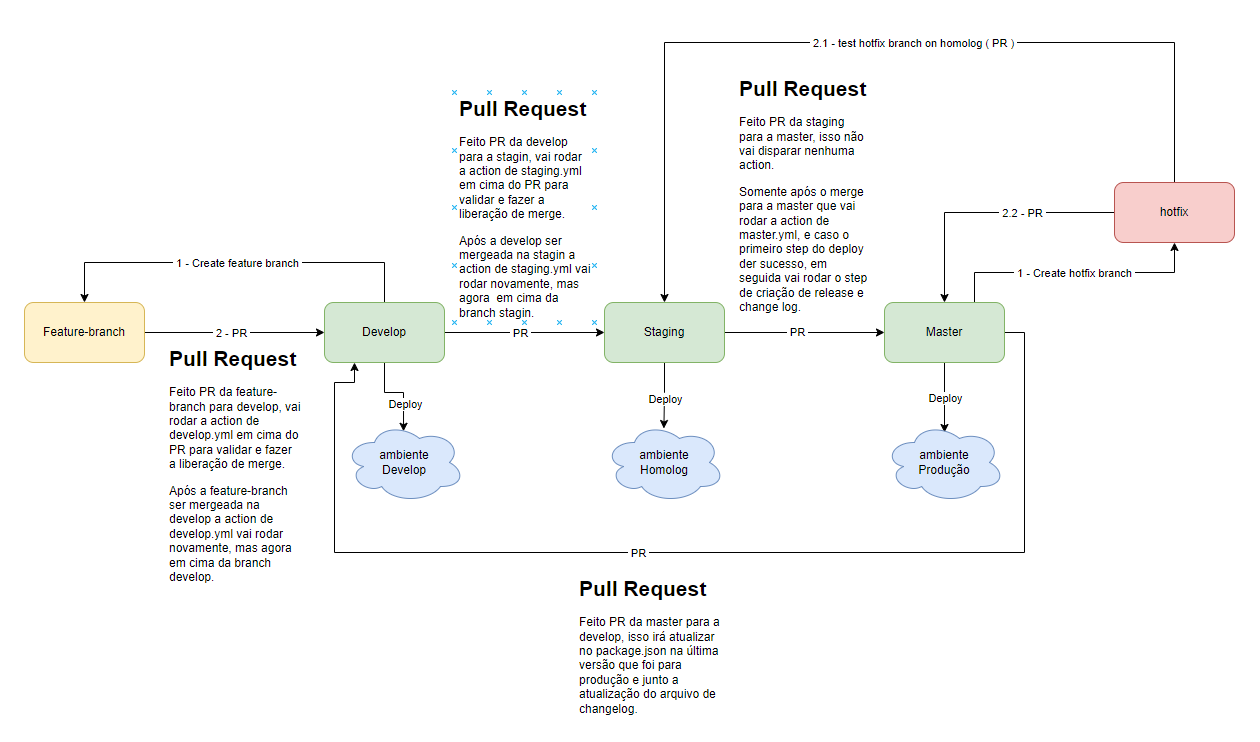 2.1 - test hotfix branch on homolog ( PR )
Pull Request
Feito PR da develop
para a stagin, vai rodar
a action de staging.yml
em cima do PR para
validar e fazer a
liberação de merge.
Após a develop ser
mergeada na stagin a
action de staging.yml vai
rodar novamente, mas
agora  em cima da
branch stagin.
Pull Request
Feito PR da staging
para a master, isso não
vai disparar nenhuma
action.
Somente após o merge
para a master que vai
rodar a action de
master.yml, e caso o
primeiro step do deploy
der sucesso, em
seguida vai rodar o step
de criação de release e
change log.
hotfix
2.2 - PR
1 - Create hotfix branch
1 - Create feature branch
Feature-branch
2 - PR
Develop
PR
Staging
PR
Master
Pull Request
Feito PR da feature-
branch para develop, vai
rodar a action de
develop.yml em cima do
PR para validar e fazer
a liberação de merge.
Após a feature-branch
ser mergeada na
develop a action de
develop.yml vai rodar
novamente, mas agora
em cima da branch
develop.
Deploy
ambiente
Develop
Deploy
ambiente
Homolog
Deploy
ambiente
Produção
PR
Pull Request
Feito PR da master para a
develop, isso irá atualizar
no package.json na última
versão que foi para
produção e junto a
atualização do arquivo de
changelog.